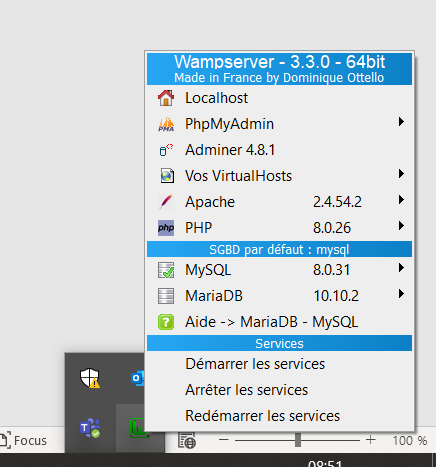 Wampserver - 3.3.0 - 64bit
Made in France by Dominique Ottello
Localhost
PhpMyAdmin
Adminer 4.8.1
Vos VirtualHosts
Apache 2.4.54.2
php PHP 8.0.26
SGBD par défaut : mysql
MySQL 8.0.31
MariaDB 10.10.2
Aide -> MariaDB - MySQL
Services
Démarrer les services
Arrêter les services
Redémarrer les services
Focus
100 %
08:51